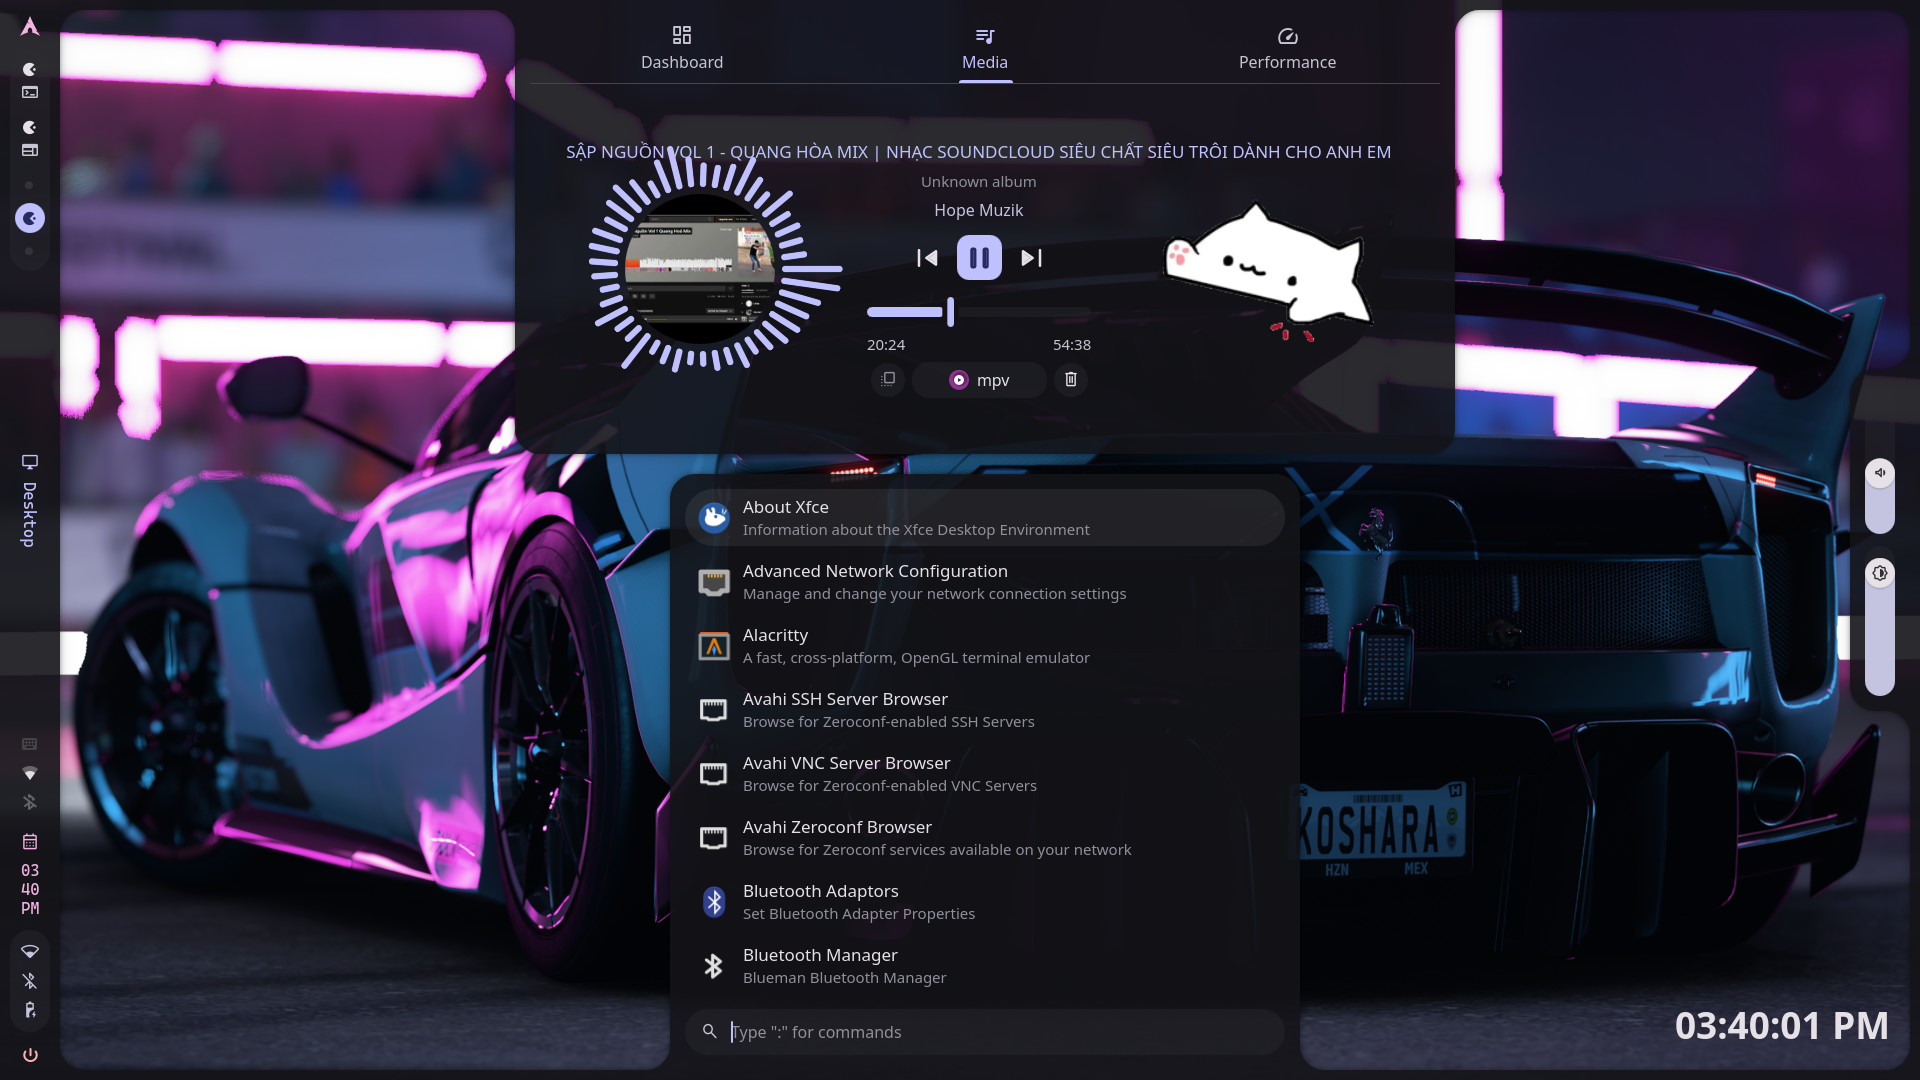 Dashboard
Media
Performance
SẬP NGUỒN VOL 1 - QUANG HÒA MIX | NHẠC SOUNDCLOUD SIÊU CHẤT SIÊU TRÔI DÀNH CHO ANH EM
Unknown album
Hope Muzik
20:24
54:38
mpv
Desktop
About Xfce
Information about the Xfce Desktop Environment
Advanced Network Configuration
Manage and change your network connection settings
Alacritty
A fast, cross-platform, OpenGL terminal emulator
Avahi SSH Server Browser
Browse for Zeroconf-enabled SSH Servers
Avahi VNC Server Browser
Browse for Zeroconf-enabled VNC Servers
Avahi Zeroconf Browser
Browse for Zeroconf services available on your network
Bluetooth Adaptors
Set Bluetooth Adapter Properties
Bluetooth Manager
Blueman Bluetooth Manager
Type ":" for commands
03
40
PM
KOSHARA
HZN MEX
03:40:01 PM